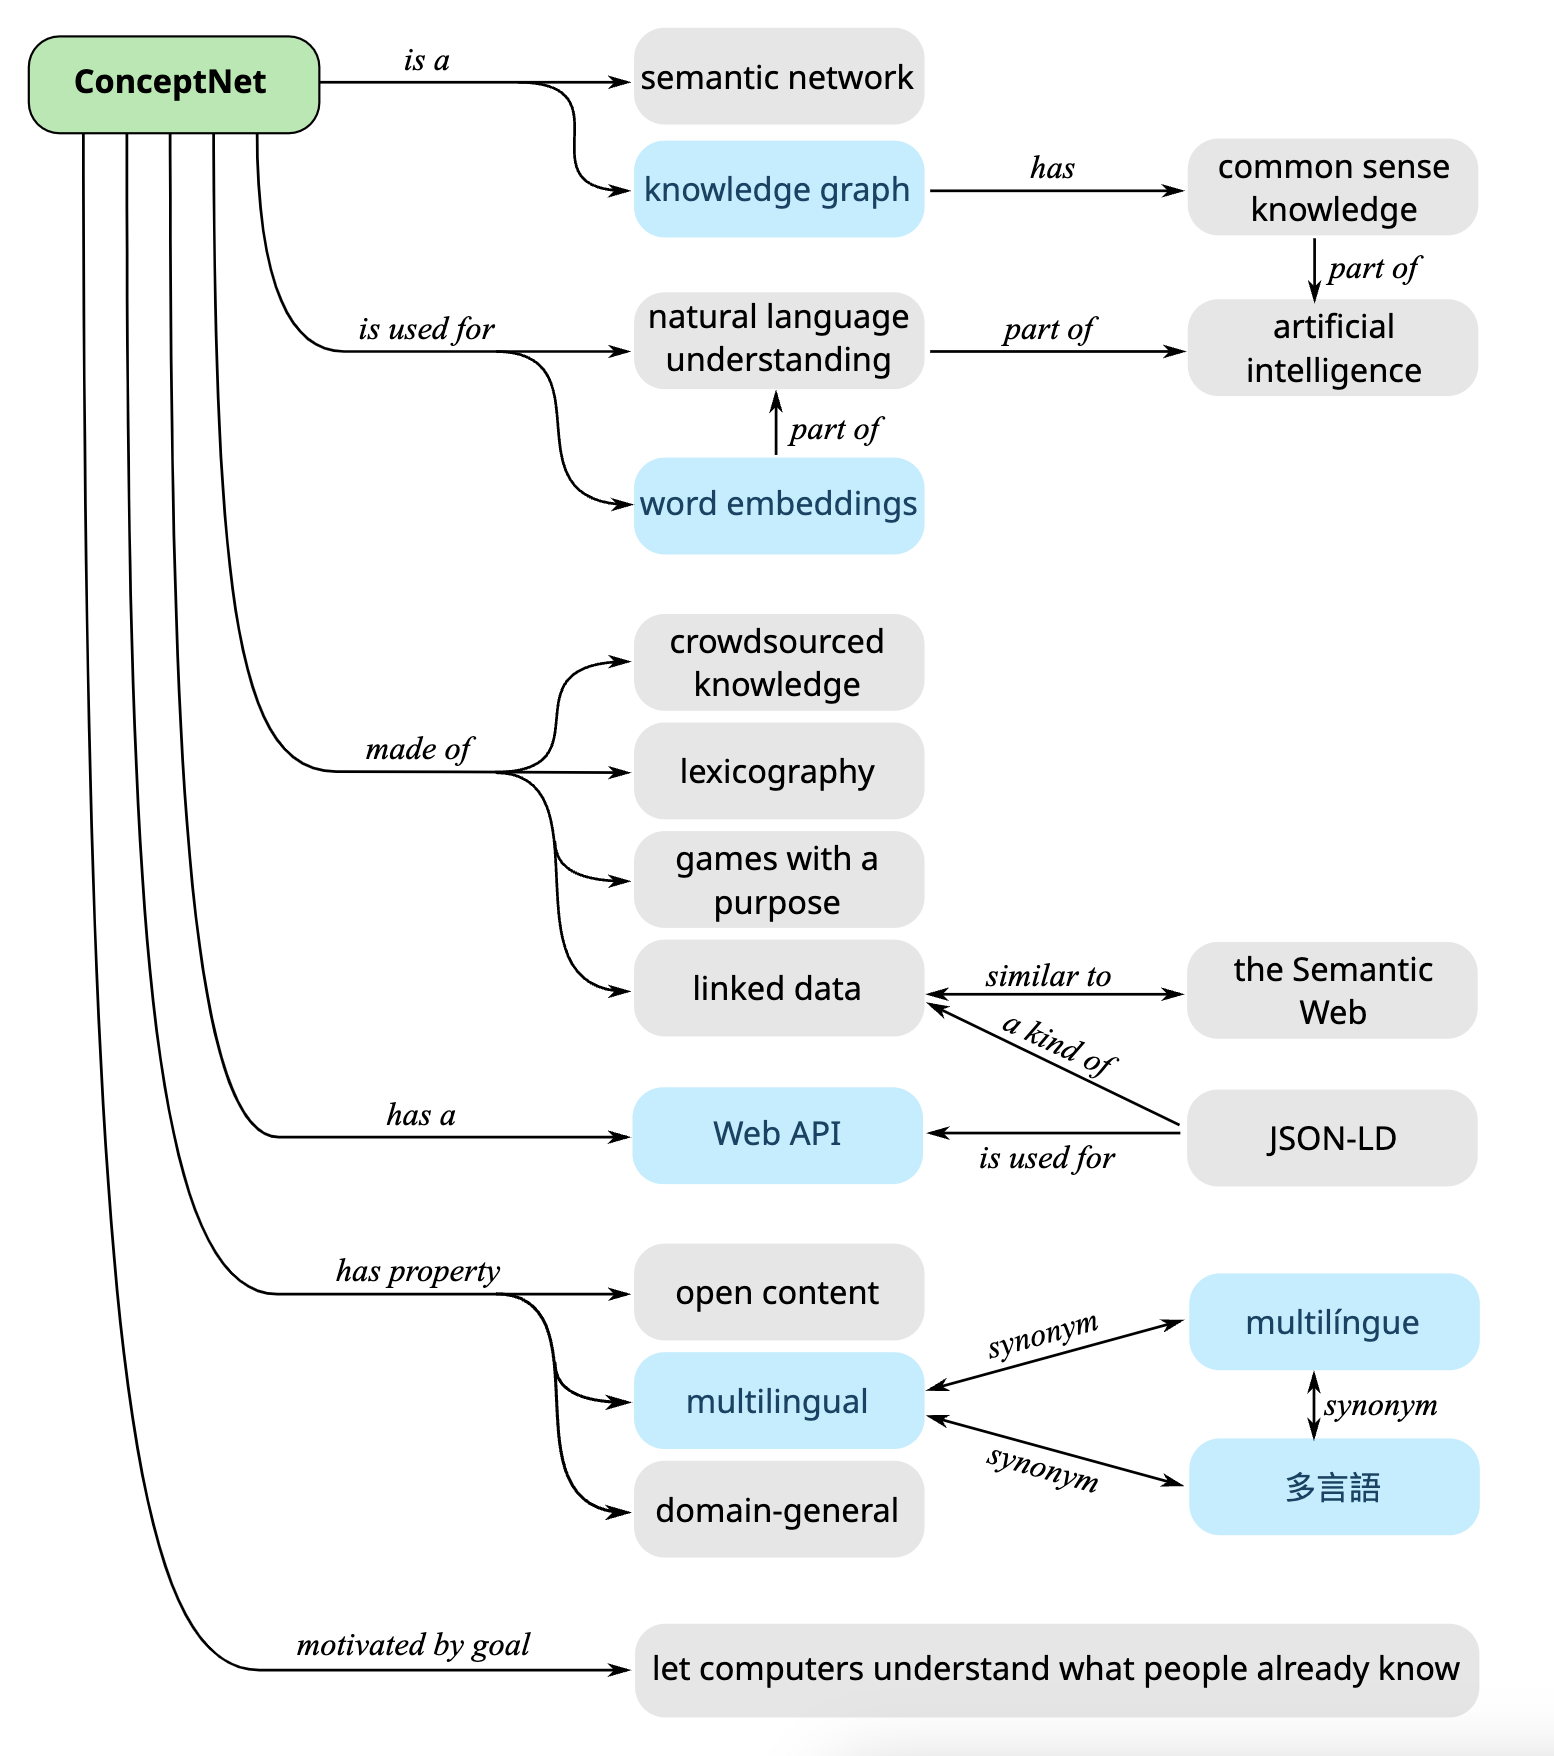 ConceptNet
is a
semantic network
knowledge graph
has
common sense
knowledge
part of
is used for
natural language
understanding
part of
artificial
intelligence
part of
word embeddings
crowdsourced
knowledge
made of
lexicography
games with a
purpose
linked data
similar to
the Semantic
Web
a kind of
has a
Web API
is used for
JSON-LD
has property
open content
multilingual
synonym
multilíngue
synonym
synonym
多言語
domain-general
motivated by goal
let computers understand what people already know